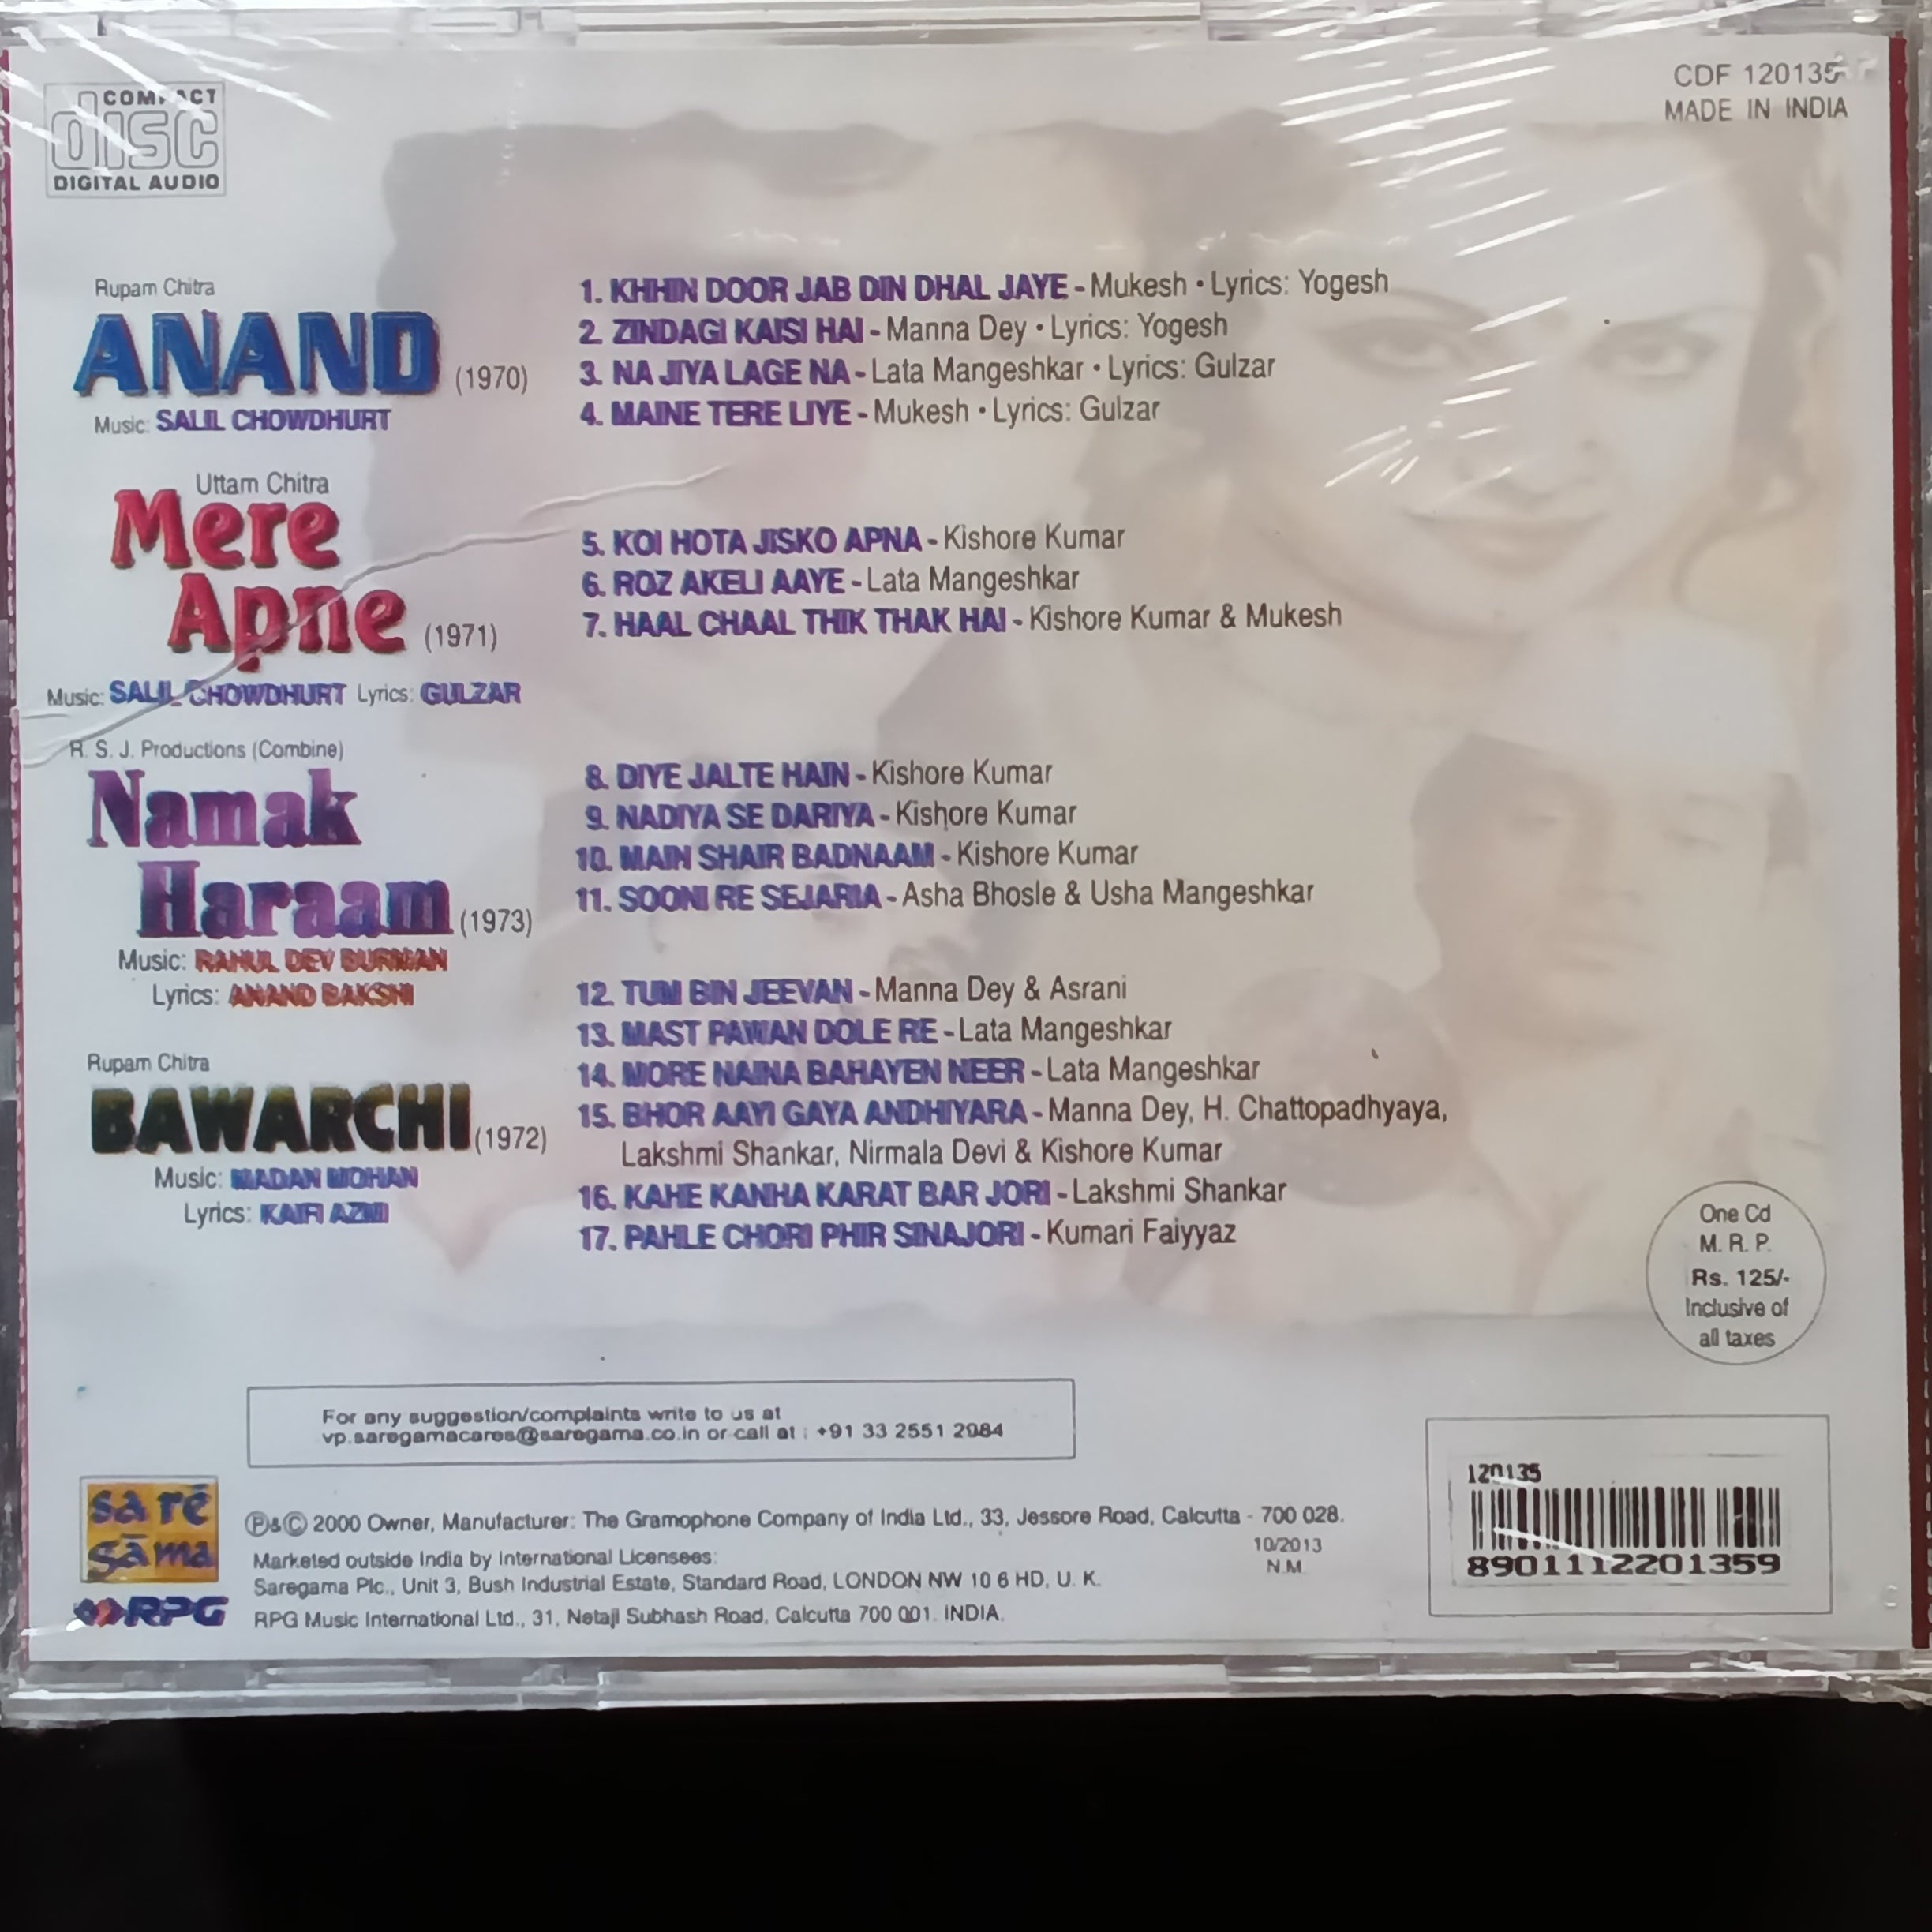 COMPACT
DISC
DIGITAL AUDIO
CDF 120135
MADE IN INDIA
Rupam Chitra
ANAND (1970)
Music: SALIL CHOWDHURT
1. KHHIN DOOR JAB DIN DHAL JAYE - Mukesh • Lyrics: Yogesh
2. ZINDAGI KAISI HAI - Manna Dey • Lyrics: Yogesh
3. NA JIYA LAGE NA - Lata Mangeshkar • Lyrics: Gulzar
4. MAINE TERE LIYE - Mukesh • Lyrics: Gulzar
Uttam Chitra
Mere
Apne (1971)
Music: SALIL CHOWDHURT Lyrics: GULZAR
5. KOI HOTA JISKO APNA - Kishore Kumar
6. ROZ AKELI AAYE - Lata Mangeshkar
7. HAAL CHAAL THIK THAK HAI - Kishore Kumar & Mukesh
R. S. J. Productions (Combine)
Namak
Haraam (1973)
Music: RAHUL DEV BURMAN
Lyrics: ANAND BAKSHI
8. DIYE JALTE HAIN - Kishore Kumar
9. NADIYA SE DARIYA - Kishore Kumar
10. MAIN SHAIR BADNAAM - Kishore Kumar
11. SOONI RE SEJARIA - Asha Bhosle & Usha Mangeshkar
Rupam Chitra
BAWARCHI (1972)
Music: MADAN MOHAN
Lyrics: KAIFI AZMI
12. TUM BIN JEEVAN - Manna Dey & Asrani
13. MAST PAWAN DOLE RE - Lata Mangeshkar
14. MORE NAINA BAHAYEN NEER - Lata Mangeshkar
15. BHOR AAYI GAYA ANDHIYARA - Manna Dey, H. Chattopadhyaya,
Lakshmi Shankar, Nirmala Devi & Kishore Kumar
16. KAHE KANHA KARAT BAR JORI - Lakshmi Shankar
17. PAHLE CHORI PHIR SINAJORI - Kumari Faiyyaz
One Cd
M. R. P.
Rs. 125/-
Inclusive of
all taxes
For any suggestion/complaints write to us at
vp.saregamacares@saregama.co.in or call at : +91 33 2551 2984
sa rē
gā ma
RPG
Ⓟ&Ⓒ 2000 Owner, Manufacturer: The Gramophone Company of India Ltd., 33, Jessore Road, Calcutta - 700 028.
10/2013
N.M.
Marketed outside India by International Licensees:
Saregama Plc., Unit 3, Bush Industrial Estate, Standard Road, LONDON NW 10 6 HD, U. K.
RPG Music International Ltd., 31, Netaji Subhash Road, Calcutta 700 001. INDIA.
120135
8901112201359